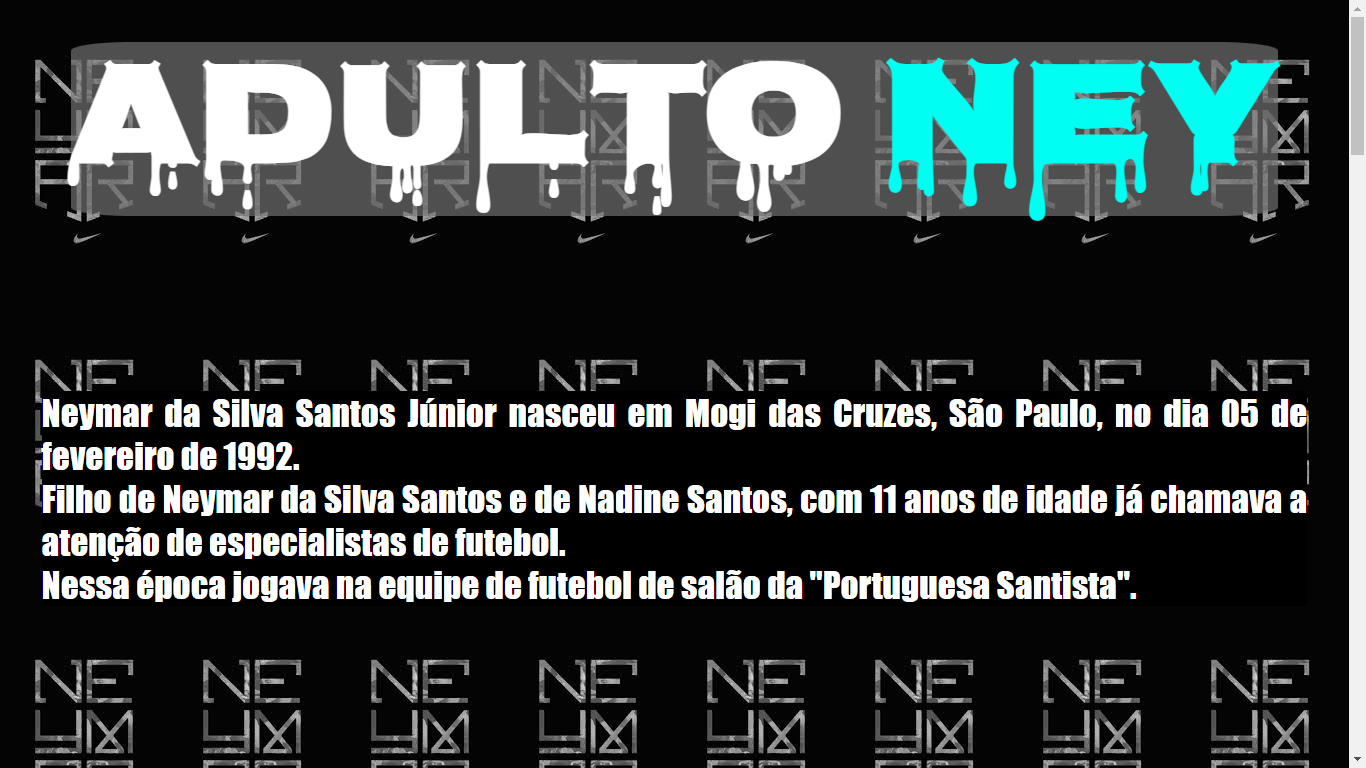 ADULTO NEY
Neymar da Silva Santos Júnior nasceu em Mogi das Cruzes, São Paulo, no dia 05 de
fevereiro de 1992.
Filho de Neymar da Silva Santos e de Nadine Santos, com 11 anos de idade já chamava a
atenção de especialistas de futebol.
Nessa época jogava na equipe de futebol de salão da "Portuguesa Santista".